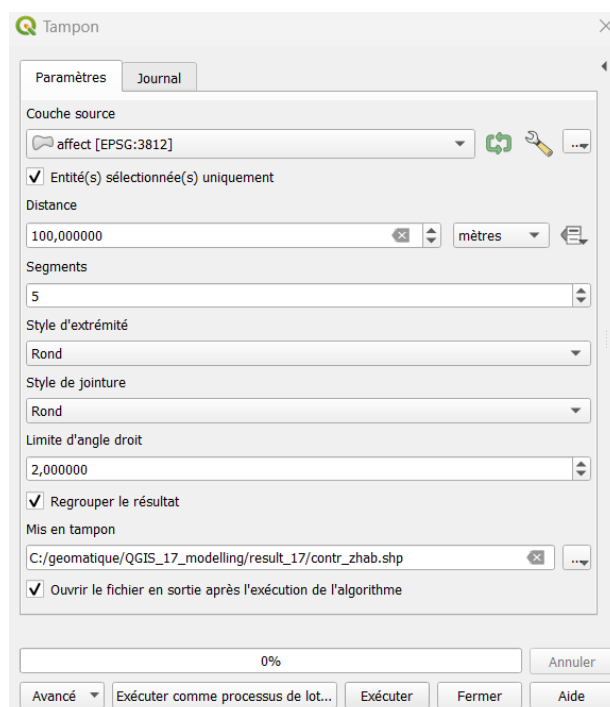 Tampon
Paramètres Journal
Couche source
affect [EPSG:3812]
...
Entité(s) sélectionnée(s) uniquement
Distance
100,000000 mètres
Segments
5
Style d'extrémité
Rond
Style de jointure
Rond
Limite d'angle droit
2,000000
Regrouper le résultat
Mis en tampon
C:/geomatique/QGIS_17_modelling/result_17/contr_zhab.shp ...
Ouvrir le fichier en sortie après l'exécution de l'algorithme
0% Annuler
Avancé Exécuter comme processus de lot... Exécuter Fermer Aide